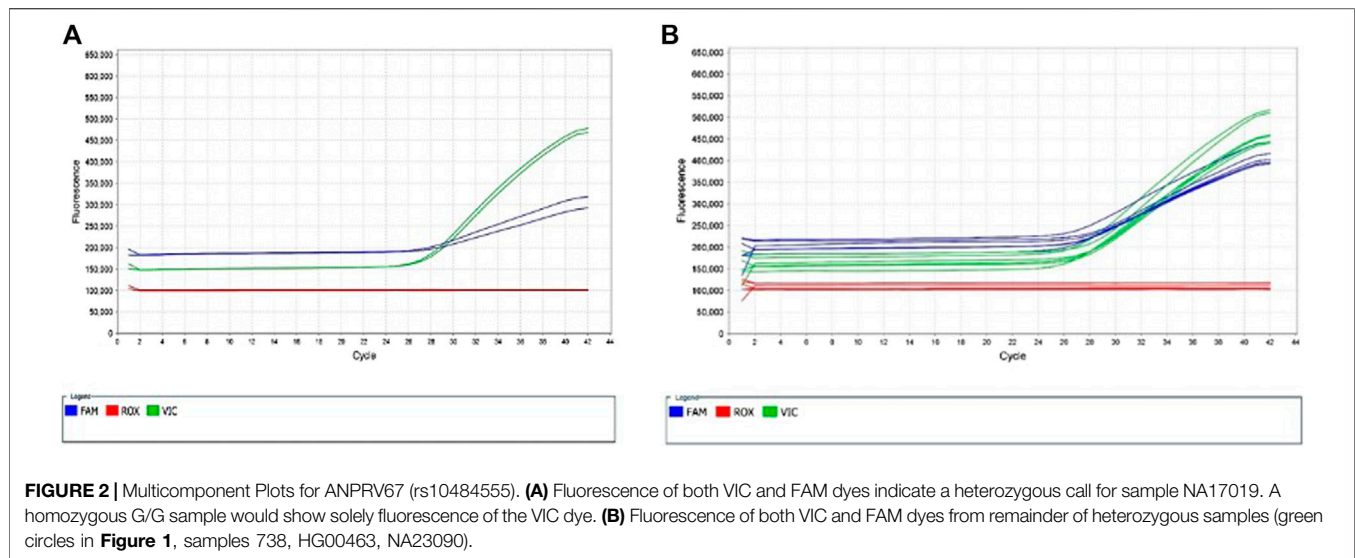 A
650,000
600,000
550,000
500,000
450,000
400,000
350,000
300,000
250,000
200,000
150,000
100,000
50,000
0
Fluorescence
0 2 4 6 8 10 12 14 16 18 20 22 24 26 28 30 32 34 36 38 40 42 44
Cycle
Legend
FAM ROX VIC
B
650,000
600,000
550,000
500,000
450,000
400,000
350,000
300,000
250,000
200,000
150,000
100,000
50,000
0
Fluorescence
0 2 4 6 8 10 12 14 16 18 20 22 24 26 28 30 32 34 36 38 40 42 44
Cycle
Legend
FAM ROX VIC
FIGURE 2 | Multicomponent Plots for ANPRV67 (rs10484555). (A) Fluorescence of both VIC and FAM dyes indicate a heterozygous call for sample NA17019. A
homozygous G/G sample would show solely fluorescence of the VIC dye. (B) Fluorescence of both VIC and FAM dyes from remainder of heterozygous samples (green
circles in Figure 1, samples 738, HG00463, NA23090).